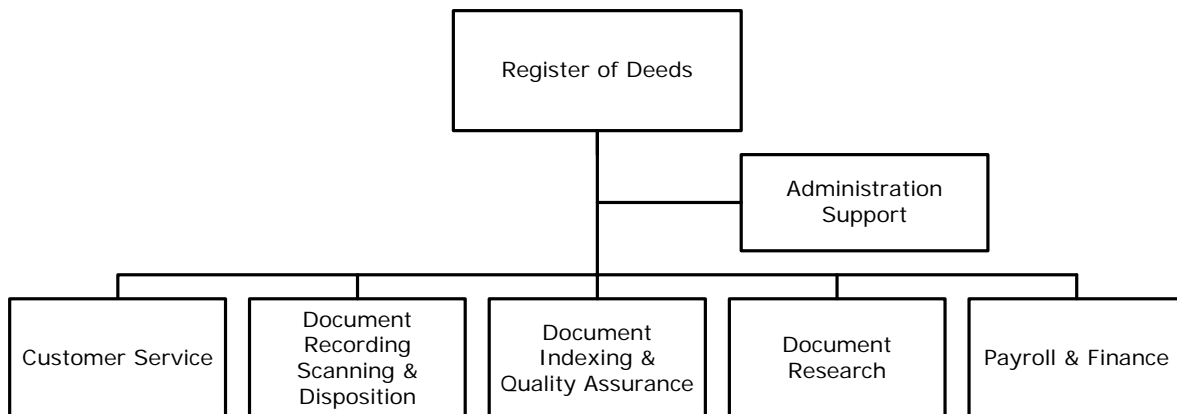 Register of Deeds
Administration
Support
Customer Service
Document
Recording
Scanning &
Disposition
Document
Indexing &
Quality Assurance
Document
Research
Payroll & Finance